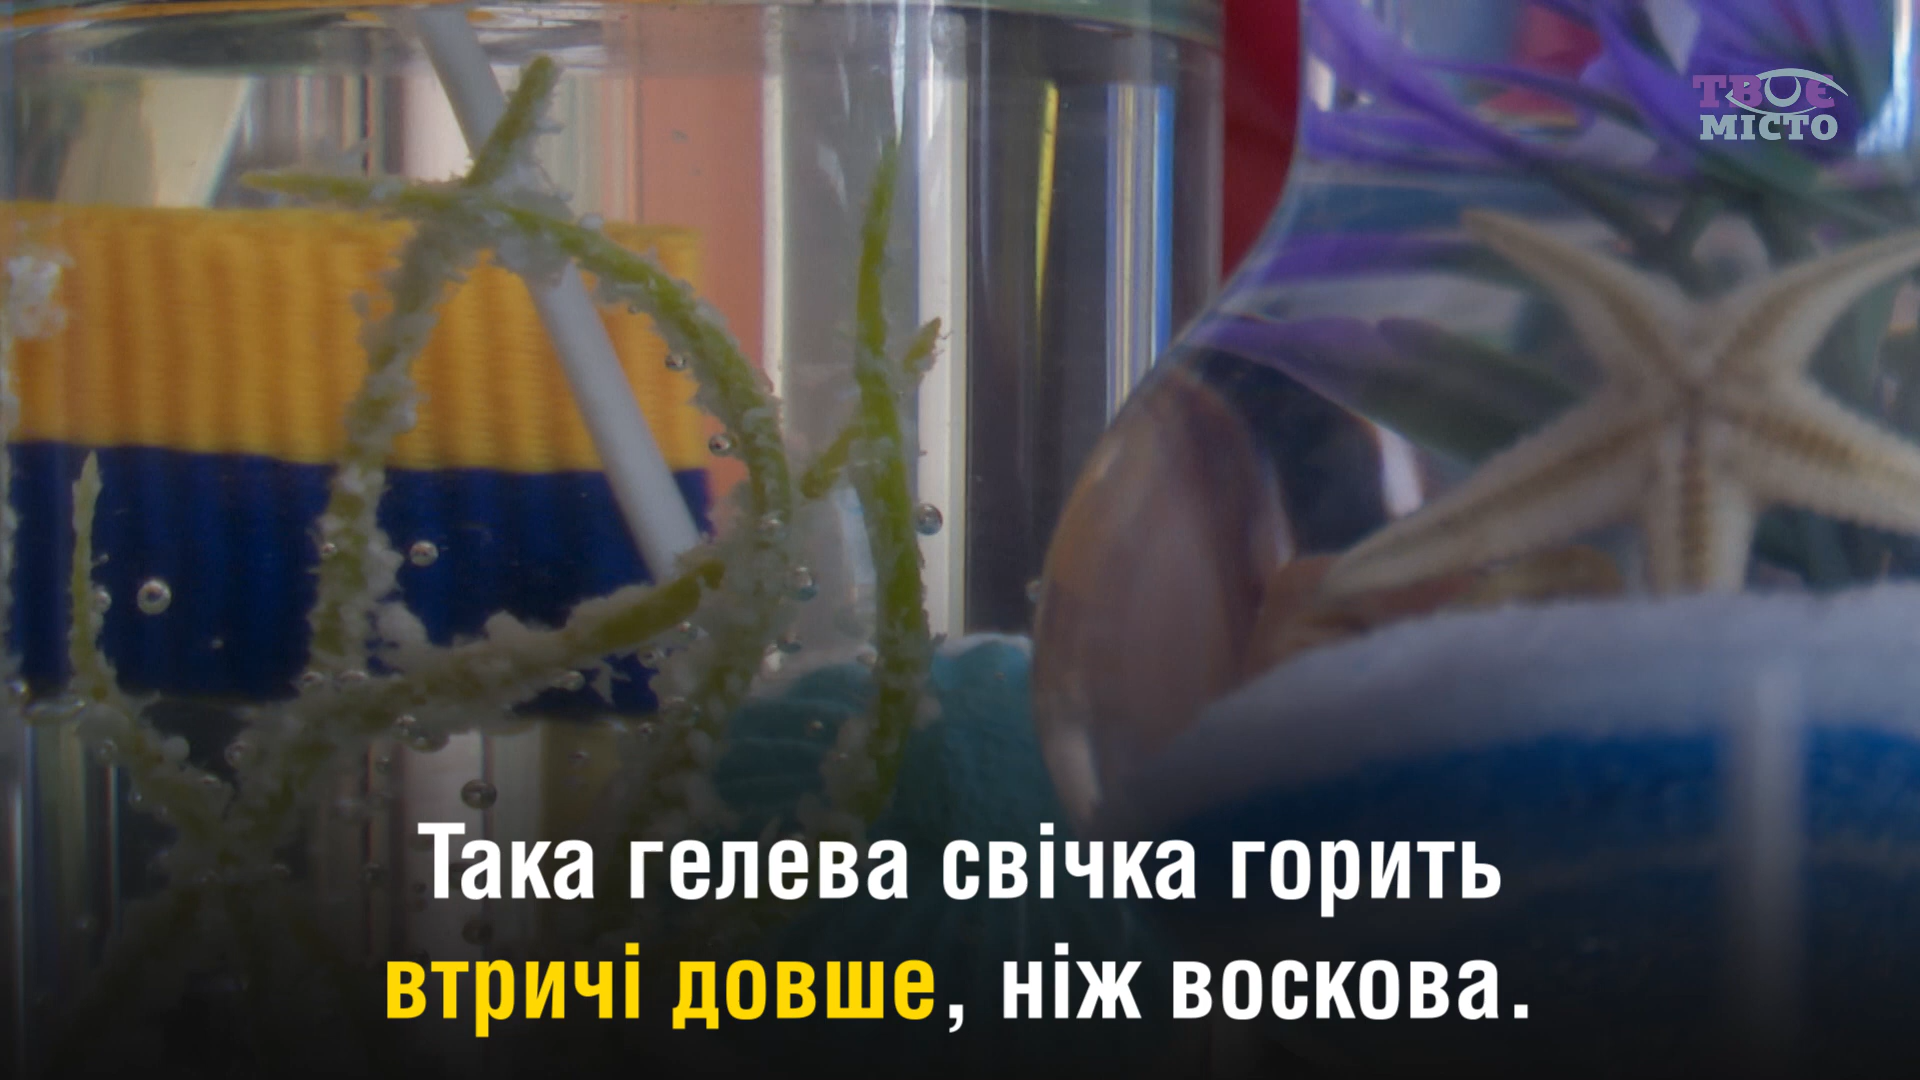 ТВОЄ
МІСТО
Така гелева свічка горить
втричі довше, ніж воскова.